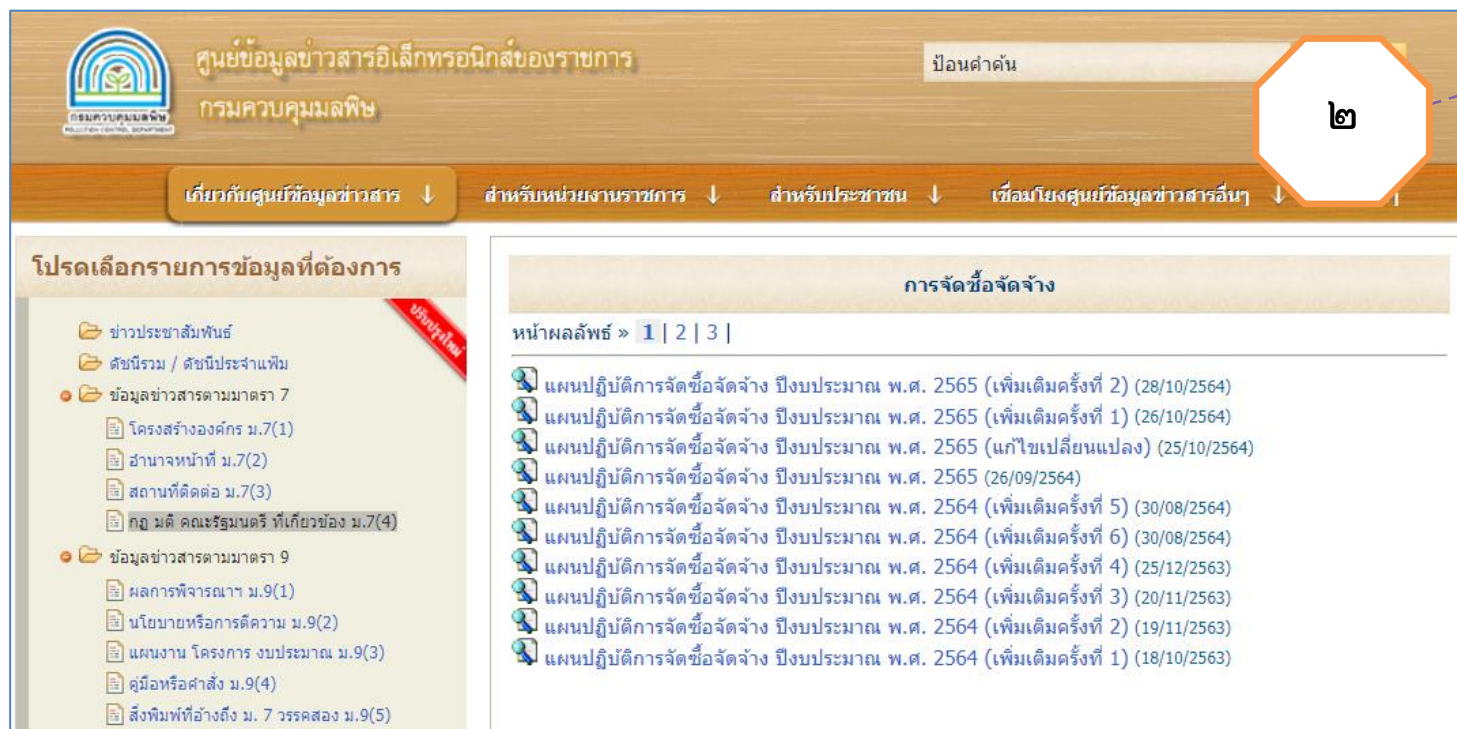 ศูนย์ข้อมูลข่าวสารอิเล็กทรอนิกส์ของราชการ
กรมควบคุมมลพิษ
กรมควบคุมมลพิษ
POLLUTION CONTROL DEPARTMENT
ป้อนคำค้น
๒
เกี่ยวกับศูนย์ข้อมูลข่าวสาร ↓ สำหรับหน่วยงานราชการ ↓ สำหรับประชาชน ↓ เชื่อมโยงศูนย์ข้อมูลข่าวสารอื่นๆ ↓
โปรดเลือกรายการข้อมูลที่ต้องการ
ปรับปรุงใหม่
ข่าวประชาสัมพันธ์
ดัชนีรวม / ดัชนีประจำแฟ้ม
ข้อมูลข่าวสารตามมาตรา 7
โครงสร้างองค์กร ม.7(1)
อำนาจหน้าที่ ม.7(2)
สถานที่ติดต่อ ม.7(3)
กฎ มติ คณะรัฐมนตรี ที่เกี่ยวข้อง ม.7(4)
ข้อมูลข่าวสารตามมาตรา 9
ผลการพิจารณาฯ ม.9(1)
นโยบายหรือการตีความ ม.9(2)
แผนงาน โครงการ งบประมาณ ม.9(3)
คู่มือหรือคำสั่ง ม.9(4)
สิ่งพิมพ์ที่อ้างถึง ม. 7 วรรคสอง ม.9(5)
การจัดซื้อจัดจ้าง
หน้าผลลัพธ์ » 1 | 2 | 3 |
แผนปฏิบัติการจัดซื้อจัดจ้าง ปีงบประมาณ พ.ศ. 2565 (เพิ่มเติมครั้งที่ 2) (28/10/2564)
แผนปฏิบัติการจัดซื้อจัดจ้าง ปีงบประมาณ พ.ศ. 2565 (เพิ่มเติมครั้งที่ 1) (26/10/2564)
แผนปฏิบัติการจัดซื้อจัดจ้าง ปีงบประมาณ พ.ศ. 2565 (แก้ไขเปลี่ยนแปลง) (25/10/2564)
แผนปฏิบัติการจัดซื้อจัดจ้าง ปีงบประมาณ พ.ศ. 2565 (26/09/2564)
แผนปฏิบัติการจัดซื้อจัดจ้าง ปีงบประมาณ พ.ศ. 2564 (เพิ่มเติมครั้งที่ 5) (30/08/2564)
แผนปฏิบัติการจัดซื้อจัดจ้าง ปีงบประมาณ พ.ศ. 2564 (เพิ่มเติมครั้งที่ 6) (30/08/2564)
แผนปฏิบัติการจัดซื้อจัดจ้าง ปีงบประมาณ พ.ศ. 2564 (เพิ่มเติมครั้งที่ 4) (25/12/2563)
แผนปฏิบัติการจัดซื้อจัดจ้าง ปีงบประมาณ พ.ศ. 2564 (เพิ่มเติมครั้งที่ 3) (20/11/2563)
แผนปฏิบัติการจัดซื้อจัดจ้าง ปีงบประมาณ พ.ศ. 2564 (เพิ่มเติมครั้งที่ 2) (19/11/2563)
แผนปฏิบัติการจัดซื้อจัดจ้าง ปีงบประมาณ พ.ศ. 2564 (เพิ่มเติมครั้งที่ 1) (18/10/2563)